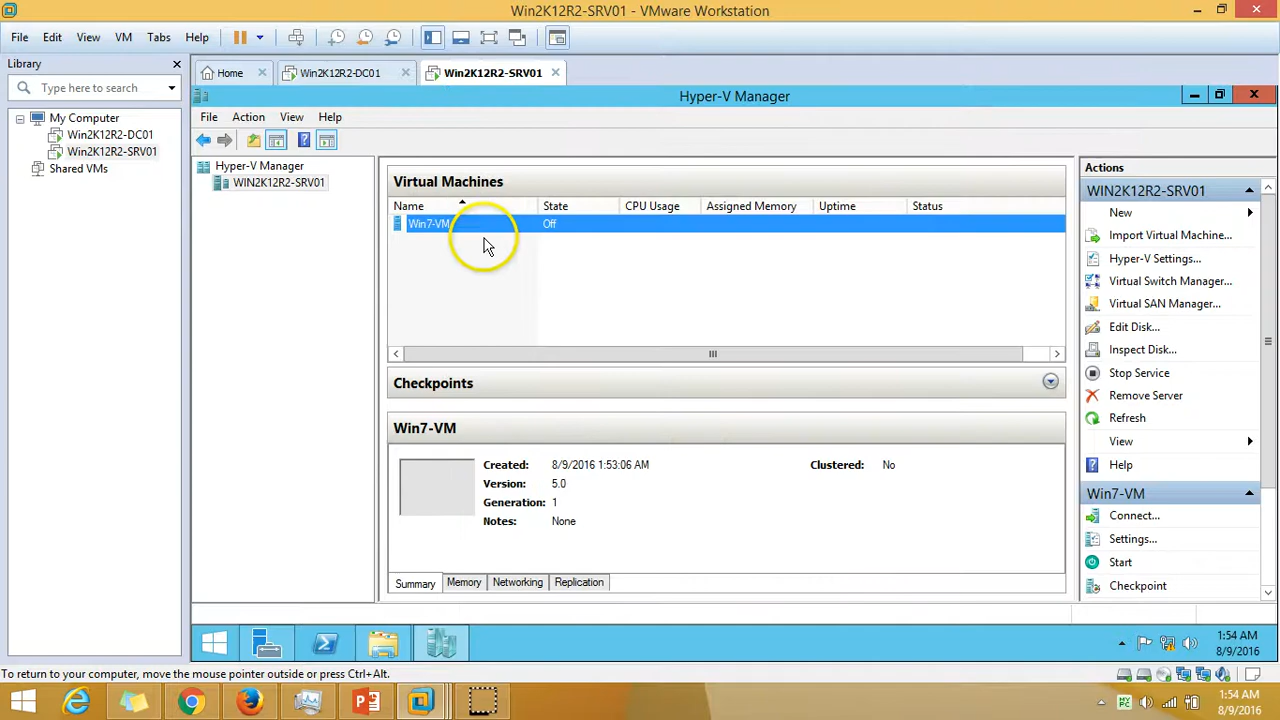 Win2K12R2-SRV01 - VMware Workstation
File Edit View VM Tabs Help
Library
Type here to search
My Computer
Win2K12R2-DC01
Win2K12R2-SRV01
Shared VMs
Home Win2K12R2-DC01 Win2K12R2-SRV01
Hyper-V Manager
File Action View Help
Hyper-V Manager
WIN2K12R2-SRV01
Virtual Machines
Name State CPU Usage Assigned Memory Uptime Status
Win7-VM Off
Checkpoints
Win7-VM
Created: 8/9/2016 1:53:06 AM Clustered: No
Version: 5.0
Generation: 1
Notes: None
Summary Memory Networking Replication
Actions
WIN2K12R2-SRV01
New
Import Virtual Machine...
Hyper-V Settings...
Virtual Switch Manager...
Virtual SAN Manager...
Edit Disk...
Inspect Disk...
Stop Service
Remove Server
Refresh
View
Help
Win7-VM
Connect...
Settings...
Start
Checkpoint
1:54 AM
8/9/2016
To return to your computer, move the mouse pointer outside or press Ctrl+Alt.
1:54 AM
8/9/2016